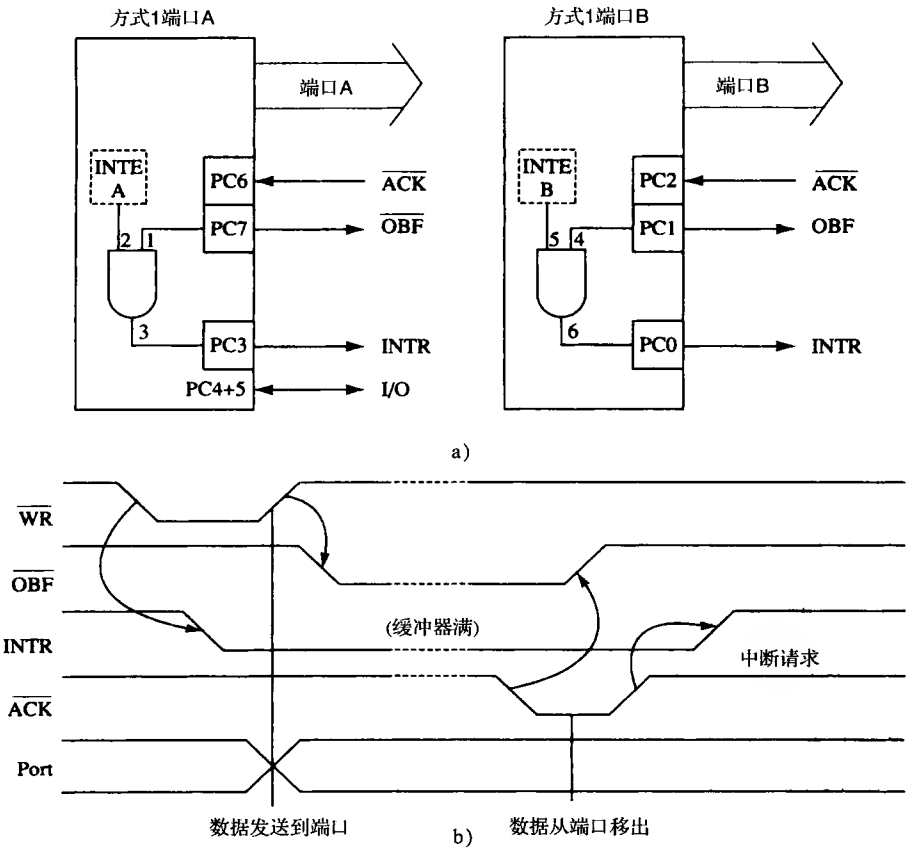 方式1端口A
方式1端口B
端口A
端口B
INTE
A
INTE
B
PC6
ACK
PC2
ACK
PC7
OBF
PC1
OBF
2
1
5
4
3
6
PC3
INTR
PC0
INTR
PC4+5
I/O
a)
WR
OBF
INTR
(缓冲器满)
中断请求
ACK
Port
数据发送到端口
b)
数据从端口移出